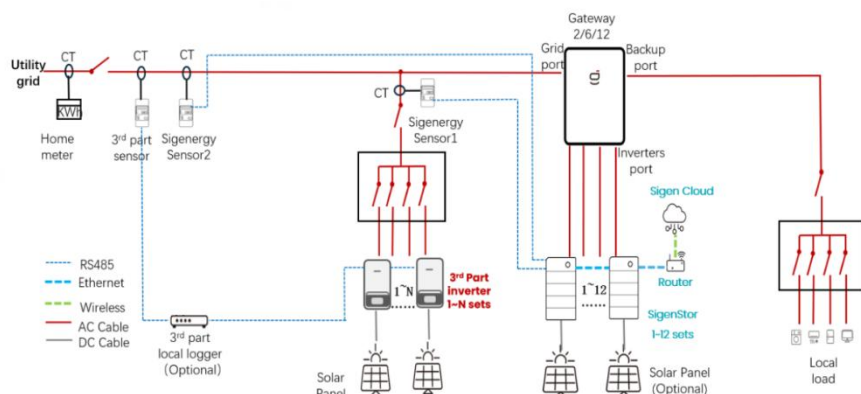 Gateway
2/6/12
CT
CT
CT
Grid
port
Backup
port
Utility
grid
KWh
CT
Home
meter
3rd part
sensor
Sigenergy
Sensor2
Sigenergy
Sensor1
Inverters
port
Sigen Cloud
RS485
Ethernet
Wireless
AC Cable
DC Cable
1~N
3rd Part
inverter
1~N sets
1~12
Router
SigenStor
1-12 sets
3rd part
local logger
(Optional)
Solar
Panel
Solar Panel
(Optional)
Local
load